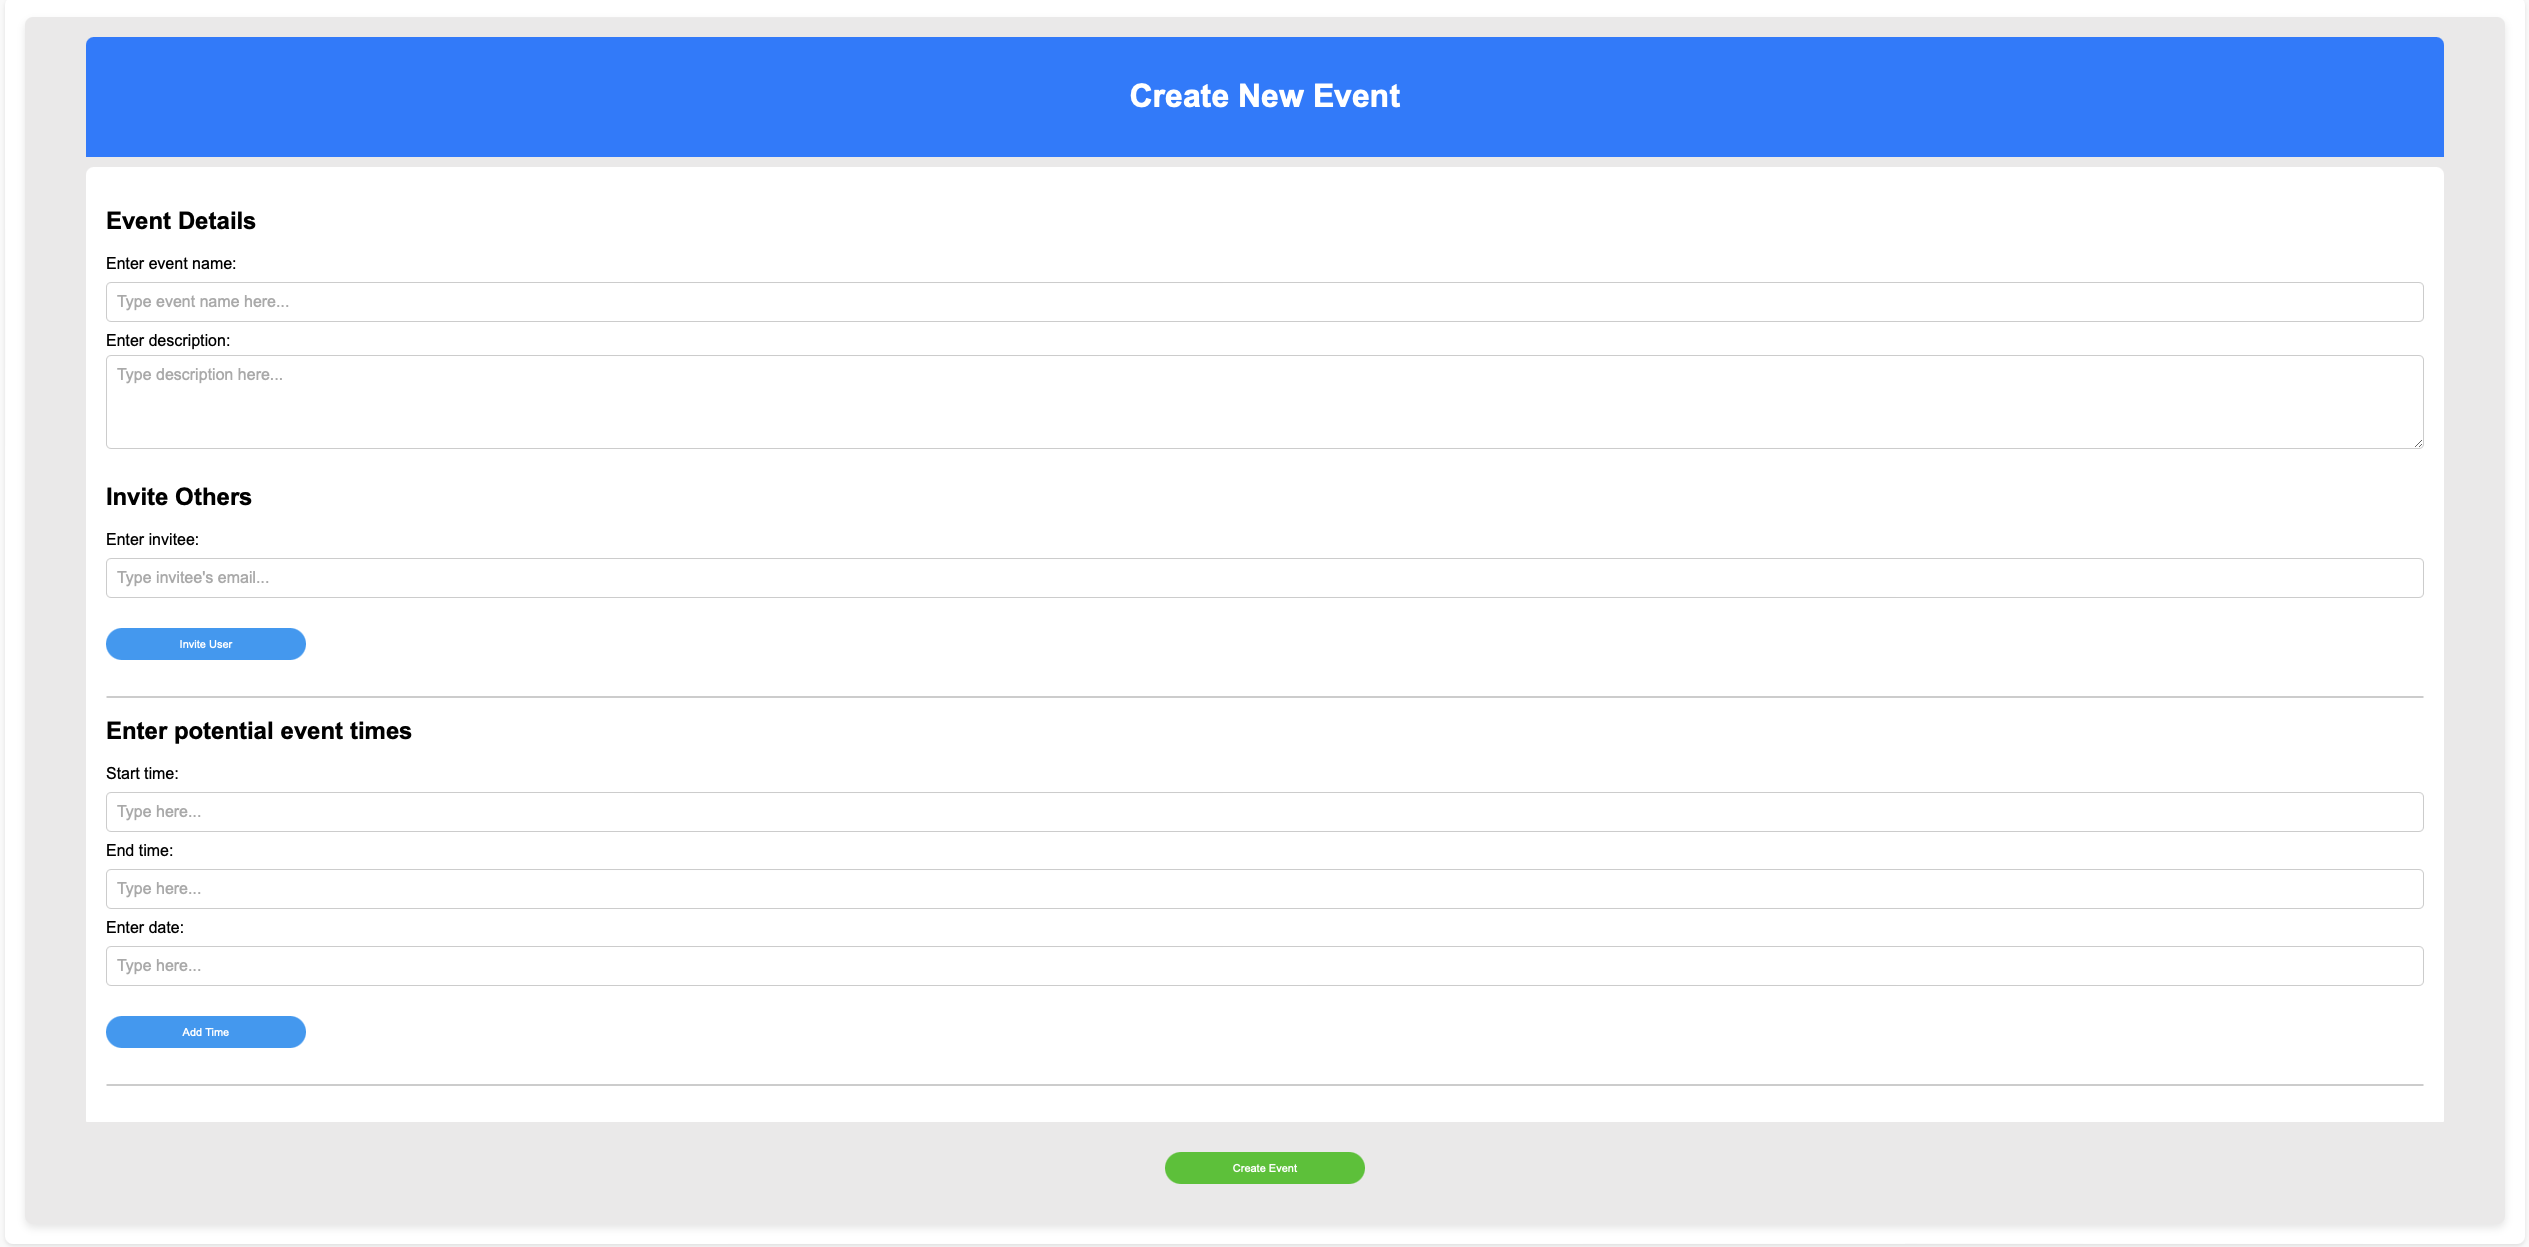 Create New Event
Event Details
Enter event name:
Type event name here...
Enter description:
Type description here...
Invite Others
Enter invitee:
Type invitee's email...
Invite User
Enter potential event times
Start time:
Type here...
End time:
Type here...
Enter date:
Type here...
Add Time
Create Event